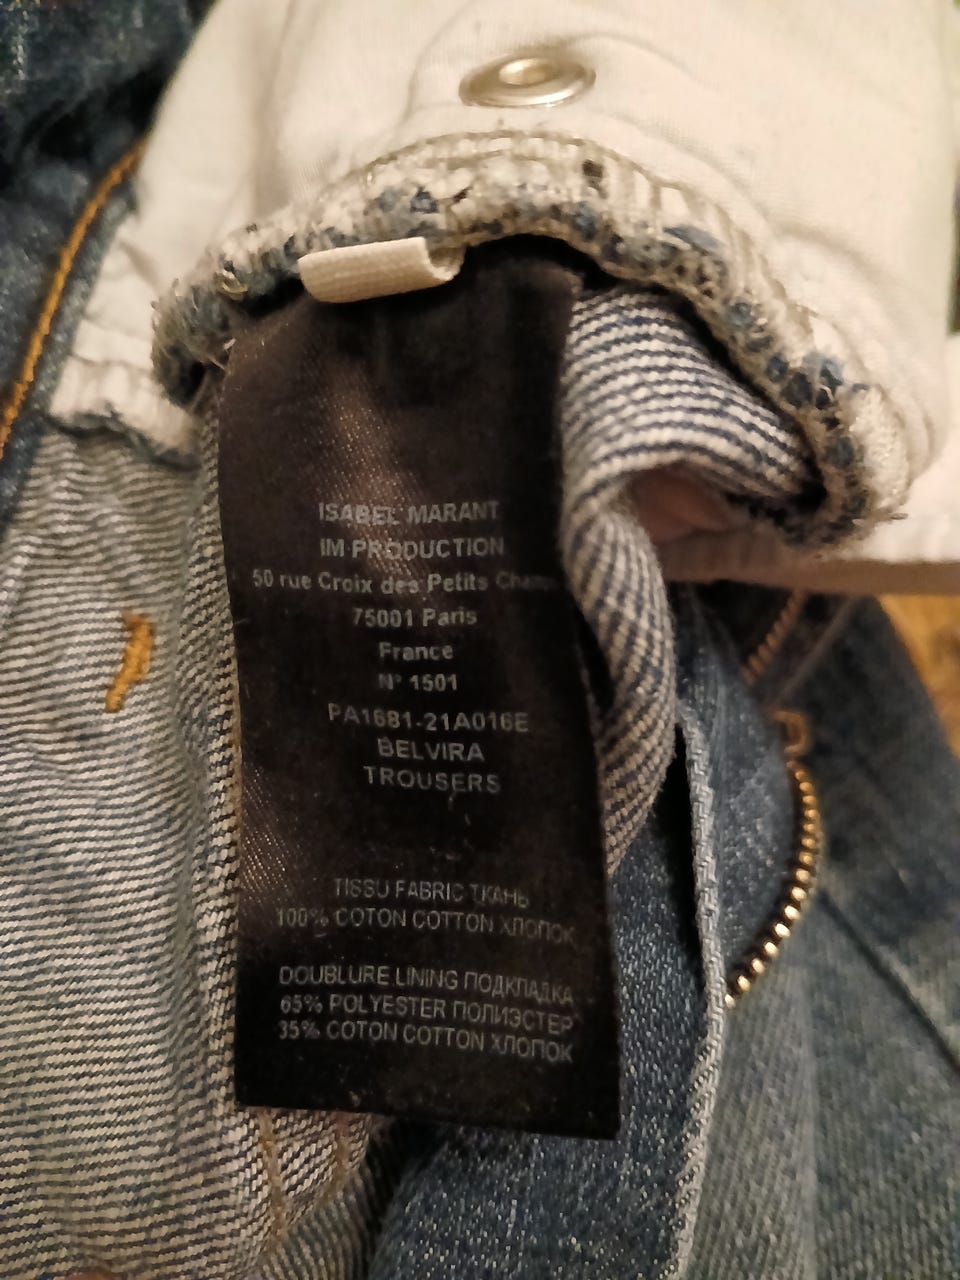 ISABEL MARANT
IM PRODUCTION
50 rue Croix des Petits
75001 Paris
France
N° 1501
PA1681-21A016E
BELVIRA
TROUSERS
TISSU FABRIC ТКАНЬ
100% COTON COTTON ХЛОПОК
DOUBLURE LINING ПОДКЛАДКА
65% POLYESTER ПОЛИЭСТЕР
35% COTON COTTON ХЛОПОК